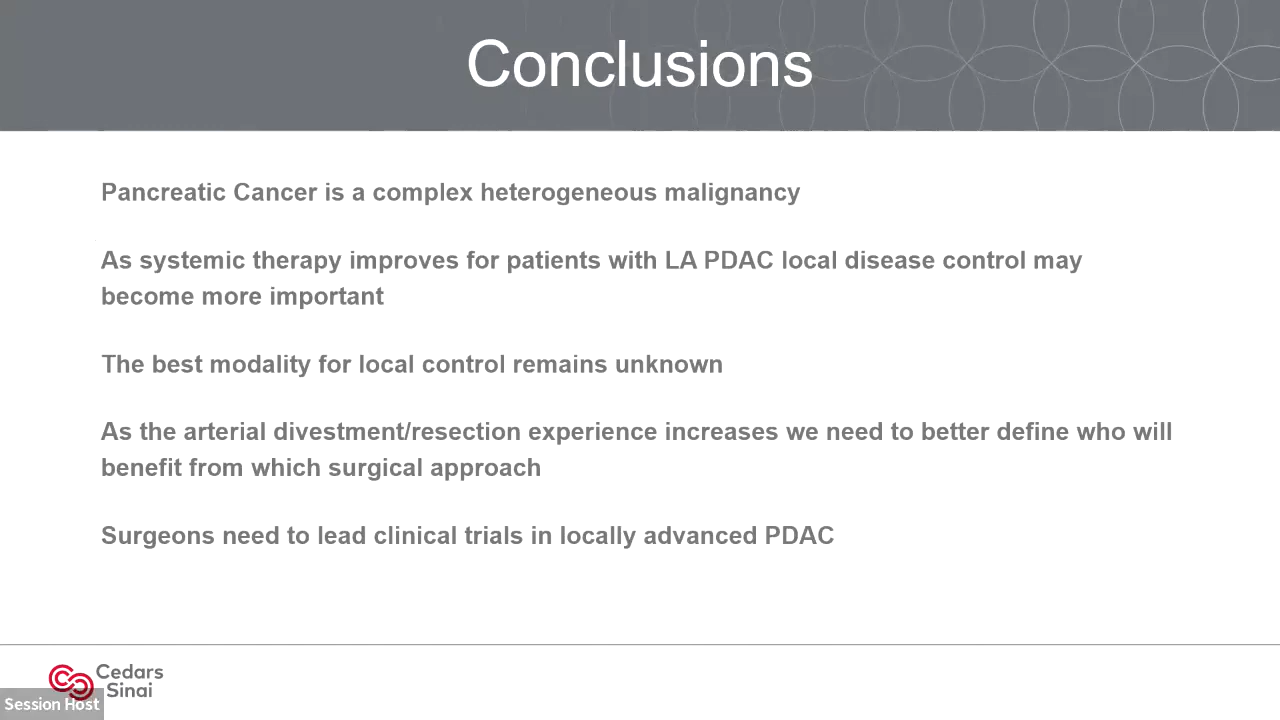 Conclusions
Pancreatic Cancer is a complex heterogeneous malignancy
As systemic therapy improves for patients with LA PDAC local disease control may
become more important
The best modality for local control remains unknown
As the arterial divestment/resection experience increases we need to better define who will
benefit from which surgical approach
Surgeons need to lead clinical trials in locally advanced PDAC
Cedars
Sinai
Session Host